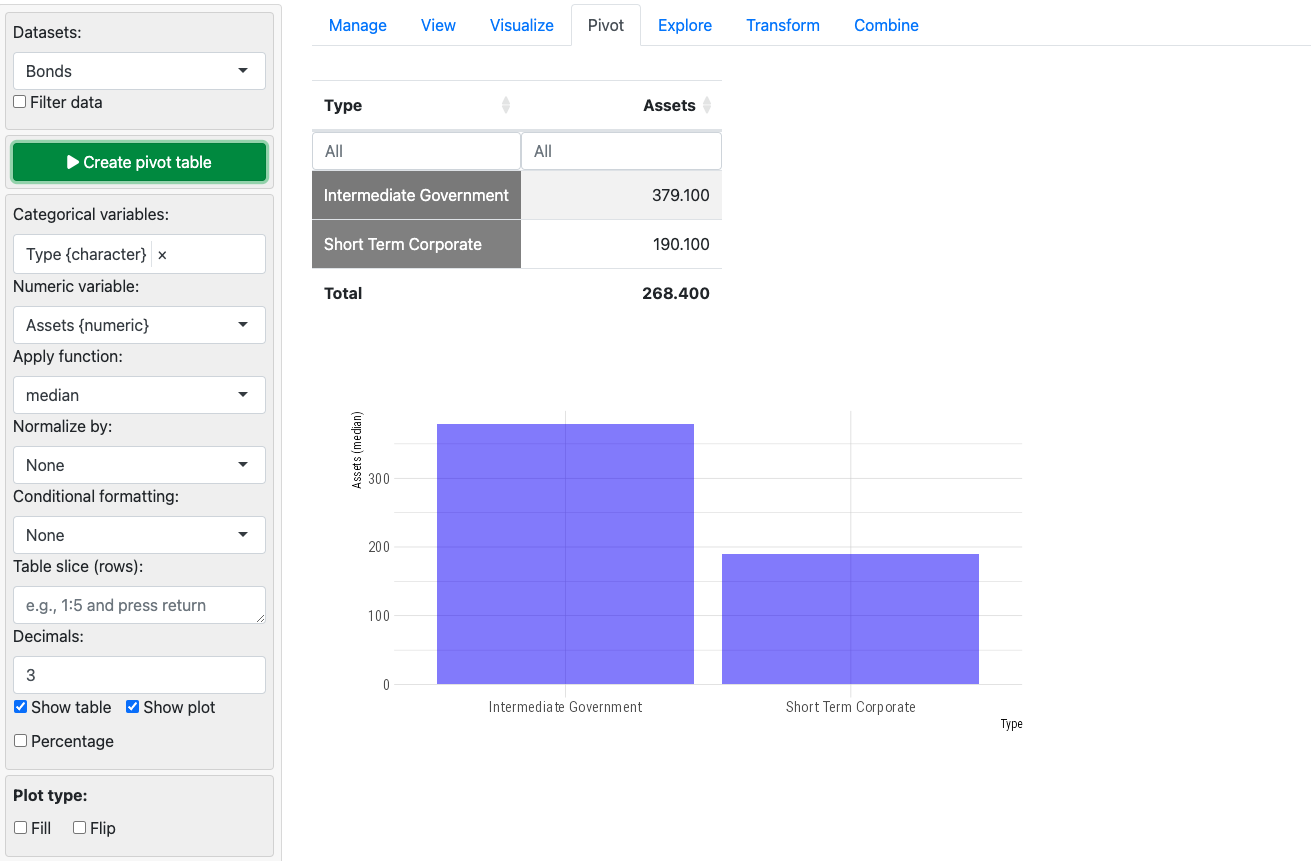 Datasets:
Bonds
Filter data
Create pivot table
Categorical variables:
Type {character} ×
Numeric variable:
Assets {numeric}
Apply function:
median
Normalize by:
None
Conditional formatting:
None
Table slice (rows):
e.g., 1:5 and press return
Decimals:
3
Show table Show plot
Percentage
Plot type:
Fill Flip
Manage View Visualize Pivot Explore Transform Combine
Type Assets
All All
Intermediate Government 379.100
Short Term Corporate 190.100
Total 268.400
Assets (median)
300
200
100
0
Intermediate Government Short Term Corporate
Type